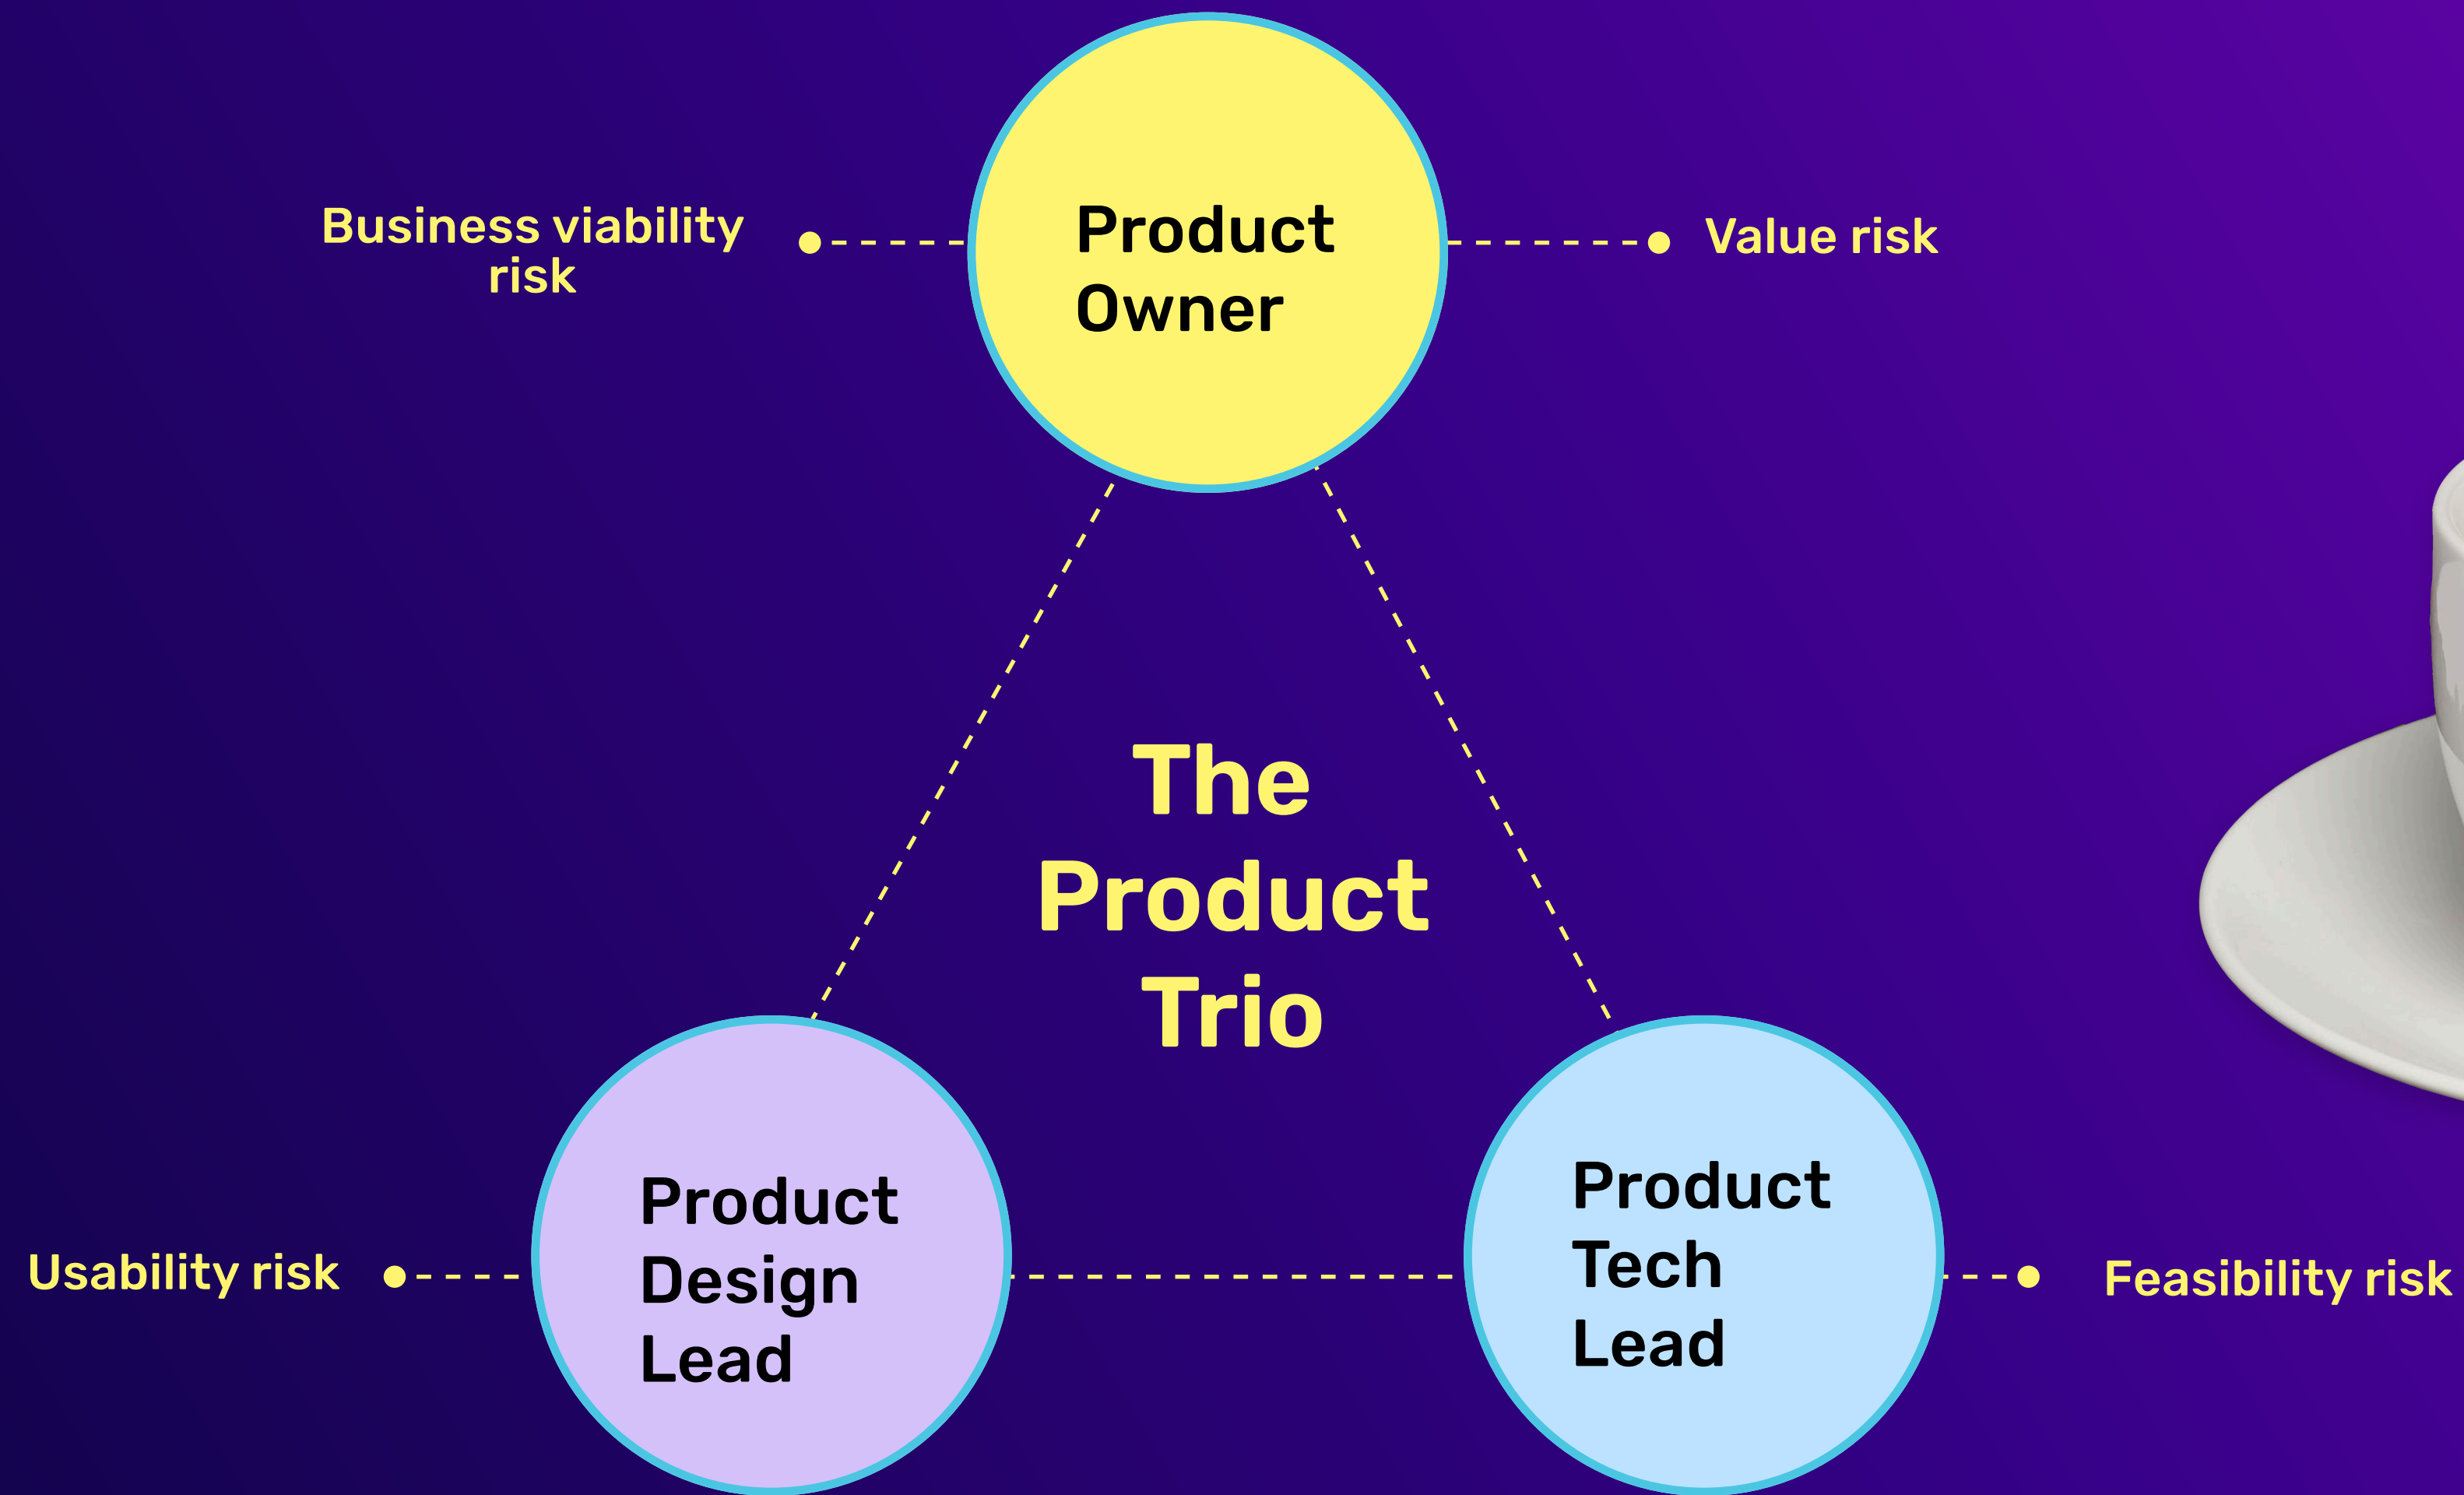 Business viability
risk
Product
Owner
Value risk
The
Product
Trio
Product
Design
Lead
Product
Tech
Lead
Usability risk
Feasibility risk